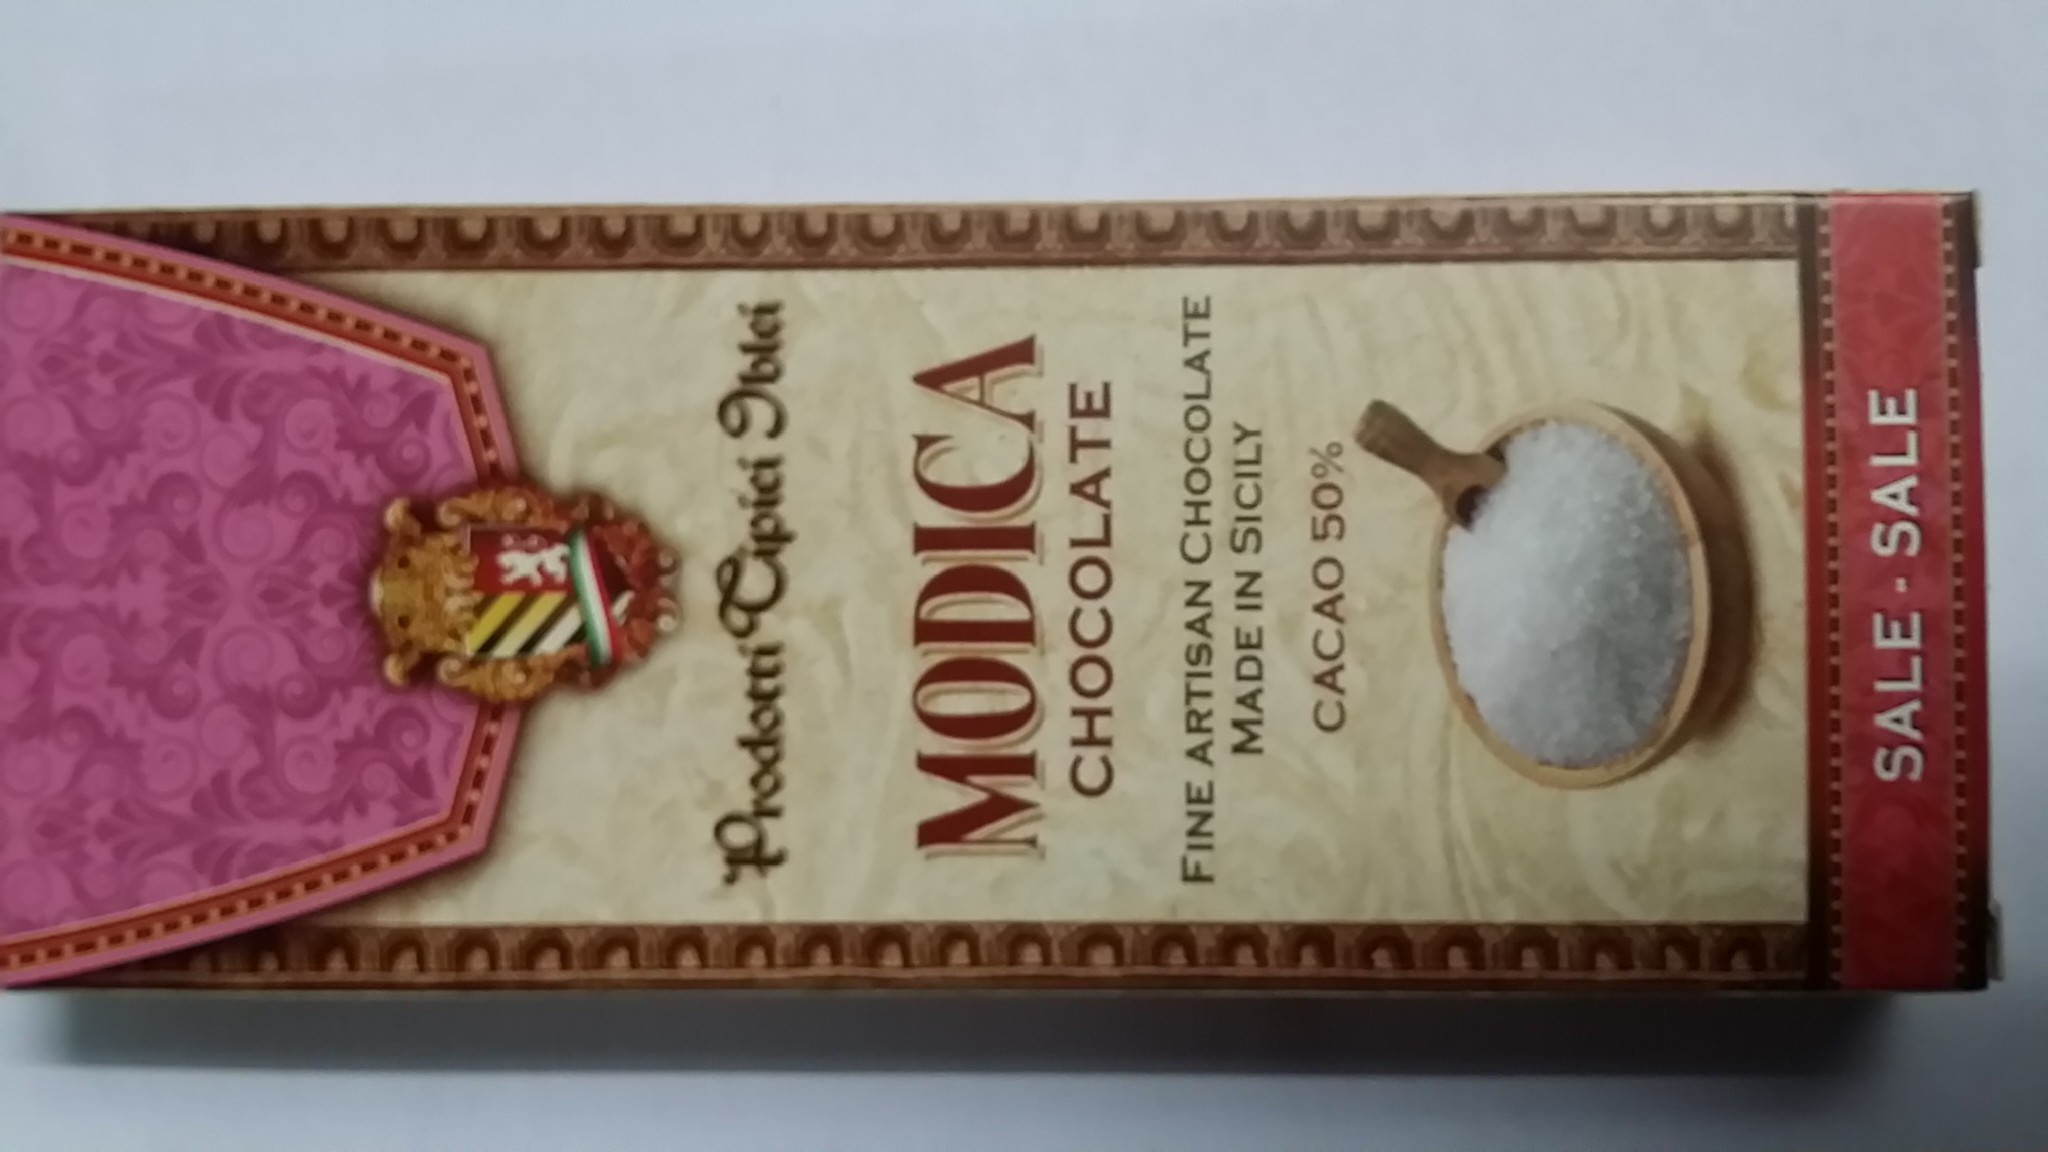 Prodotti Tipici Iblei
MODICA
CHOCOLATE
FINE ARTISAN CHOCOLATE
MADE IN SICILY
CACAO 50%
SALE - SALE